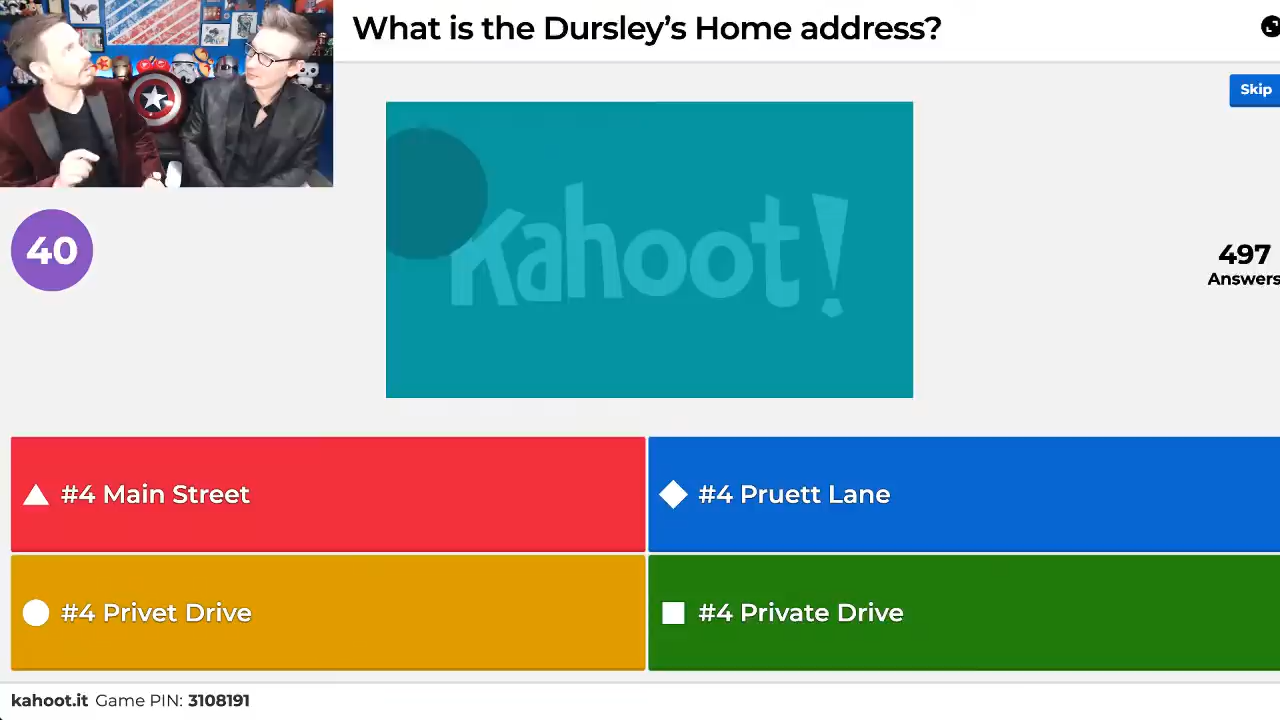 What is the Dursley’s Home address?
Skip
Kahoot!
40
497
Answers
#4 Main Street
#4 Pruett Lane
#4 Privet Drive
#4 Private Drive
kahoot.it Game PIN: 3108191